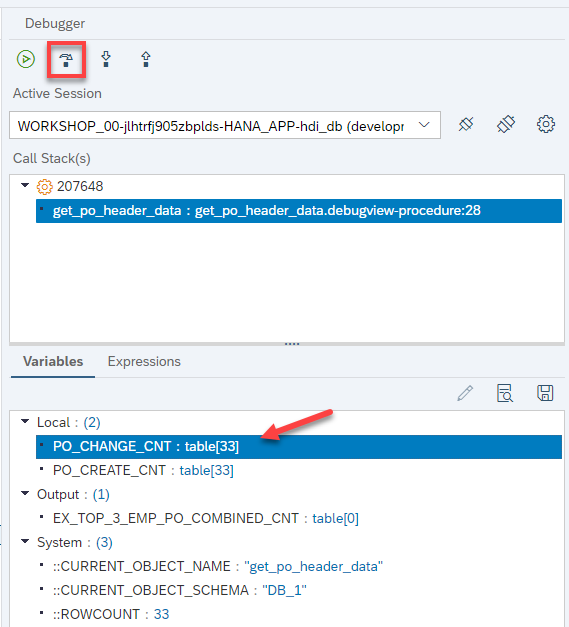 Debugger
Active Session
WORKSHOP_00-jlhtrfj905zbplds-HANA_APP-hdi_db (develop
Call Stack(s)
207648
get_po_header_data : get_po_header_data.debugview-procedure:28
Variables Expressions
Local : (2)
PO_CHANGE_CNT : table[33]
PO_CREATE_CNT : table[33]
Output : (1)
EX_TOP_3_EMP_PO_COMBINED_CNT : table[0]
System : (3)
::CURRENT_OBJECT_NAME : "get_po_header_data"
::CURRENT_OBJECT_SCHEMA : "DB_1"
::ROWCOUNT : 33